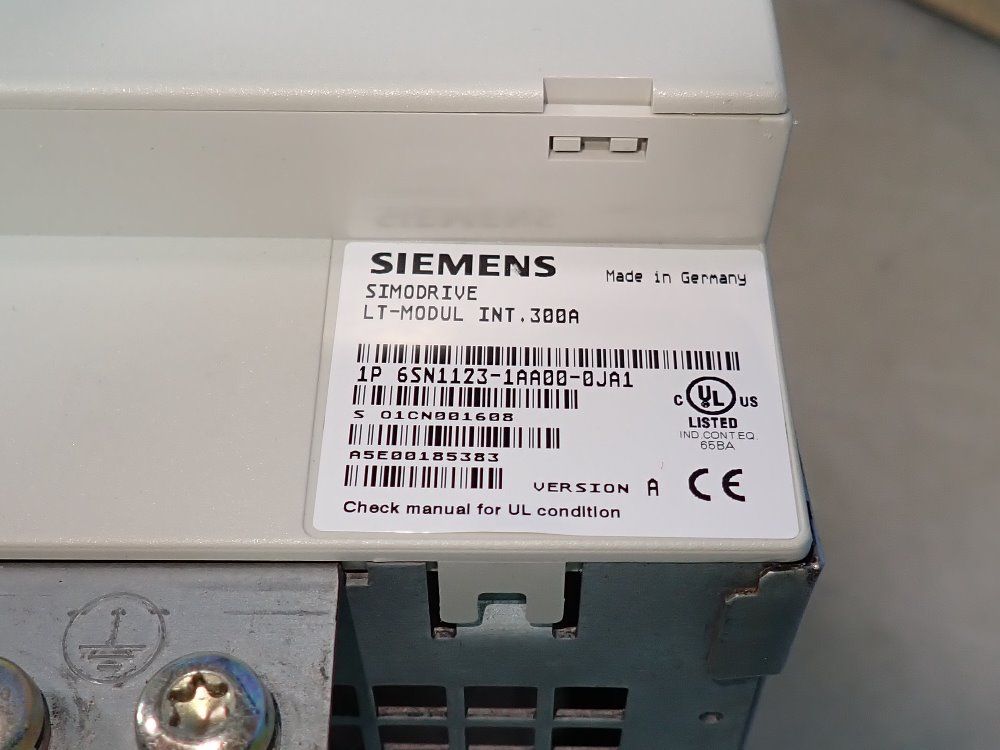 SIEMENS
Made in Germany
SIMODRIVE
LT-MODUL INT.300A
1P 6SN1123-1AA00-0JA1
S 01CN001608
A5E00185383
C UL US
LISTED
IND.CONT.EQ.
65BA
VERSION A CE
Check manual for UL condition